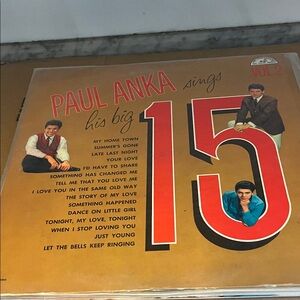 PAUL ANKA sings
VOL. 2
his big 15
MY HOME TOWN
SUMMER'S GONE
LATE LAST NIGHT
YOUR LOVE
I'D HAVE TO SHARE
SOMETHING HAS CHANGED ME
TELL ME THAT YOU LOVE ME
I LOVE YOU IN THE SAME OLD WAY
THE STORY OF MY LOVE
SOMETHING HAPPENED
DANCE ON LITTLE GIRL
TONIGHT, MY LOVE, TONIGHT
WHEN I STOP LOVING YOU
JUST YOUNG
LET THE BELLS KEEP RINGING